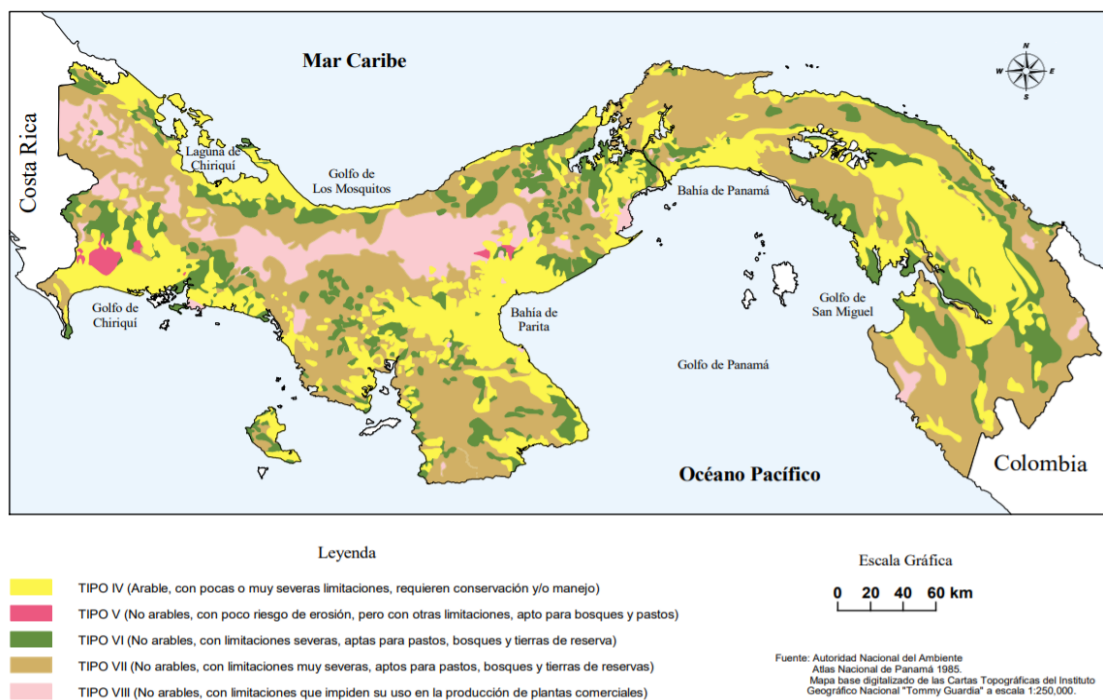 Mar Caribe
N
W E
S
Costa Rica
Laguna de
Chiriquí
Golfo de
Los Mosquitos
Bahía de Panamá
Golfo de
Chiriquí
Bahía de
Parita
Golfo de
San Miguel
Golfo de Panamá
Océano Pacífico
Colombia
Leyenda
TIPO IV (Arable, con pocas o muy severas limitaciones, requieren conservación y/o manejo)
TIPO V (No arables, con poco riesgo de erosión, pero con otras limitaciones, apto para bosques y pastos)
TIPO VI (No arables, con limitaciones severas, aptas para pastos, bosques y tierras de reserva)
TIPO VII (No arables, con limitaciones muy severas, aptos para pastos, bosques y tierras de reservas)
TIPO VIII (No arables, con limitaciones que impiden su uso en la producción de plantas comerciales)
Escala Gráfica
0 20 40 60 km
Fuente: Autoridad Nacional del Ambiente
Atlas Nacional de Panamá 1985.
Mapa base digitalizado de las Cartas Topográficas del Instituto
Geográfico Nacional "Tommy Guardia" a escala 1:250,000.